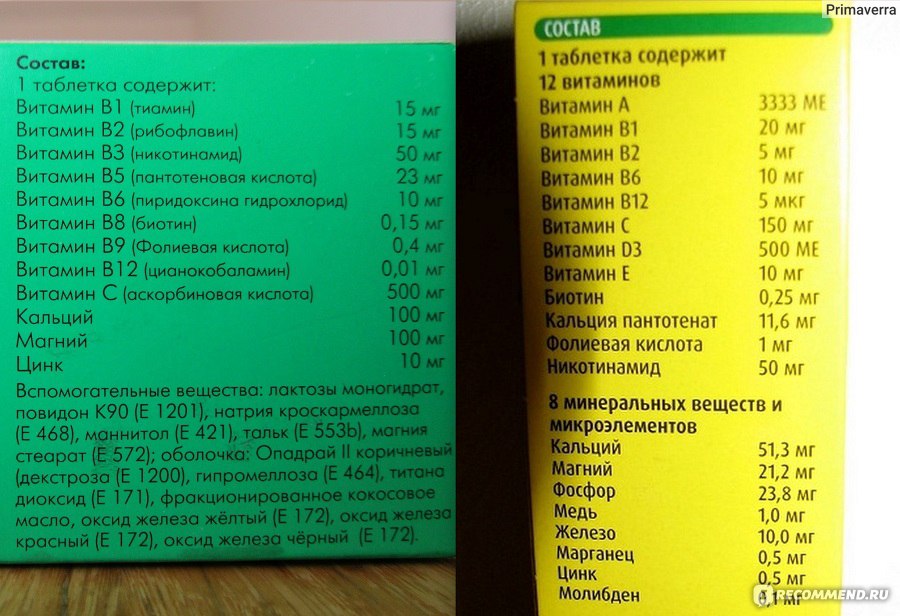 Состав:
1 таблетка содержит:
Витамин В1 (тиамин) 15 мг
Витамин В2 (рибофлавин) 15 мг
Витамин В3 (никотинамид) 50 мг
Витамин В5 (пантотеновая кислота) 23 мг
Витамин В6 (пиридоксина гидрохлорид) 10 мг
Витамин В8 (биотин) 0,15 мг
Витамин В9 (Фолиевая кислота) 0,4 мг
Витамин В12 (цианокобаламин) 0,01 мг
Витамин С (аскорбиновая кислота) 500 мг
Кальций 100 мг
Магний 100 мг
Цинк 10 мг
Вспомогательные вещества: лактозы моногидрат,
повидон К90 (Е 1201), натрия кроскармеллоза
(Е 468), маннитол (Е 421), тальк (Е 553b), магния
стеарат (Е 572); оболочка: Опадрай II коричневый
(декстроза (Е 1200), гипромеллоза (Е 464), титана
диоксид (Е 171), фракционированное кокосовое
масло, оксид железа жёлтый (Е 172), оксид железа
красный (Е 172), оксид железа чёрный (Е 172).
Primaverra
СОСТАВ
1 таблетка содержит
12 витаминов
Витамин А 3333 МЕ
Витамин В1 20 мг
Витамин В2 5 мг
Витамин В6 10 мг
Витамин В12 5 мкг
Витамин С 150 мг
Витамин D3 500 МЕ
Витамин Е 10 мг
Биотин 0,25 мг
Кальция пантотенат 11,6 мг
Фолиевая кислота 1 мг
Никотинамид 50 мг
8 минеральных веществ и
микроэлементов
Кальций 51,3 мг
Магний 21,2 мг
Фосфор 23,8 мг
Медь 1,0 мг
Железо 10,0 мг
Марганец 0,5 мг
Цинк 0,5 мг
Молибден 0,1 мг
RECOMMEND.RU